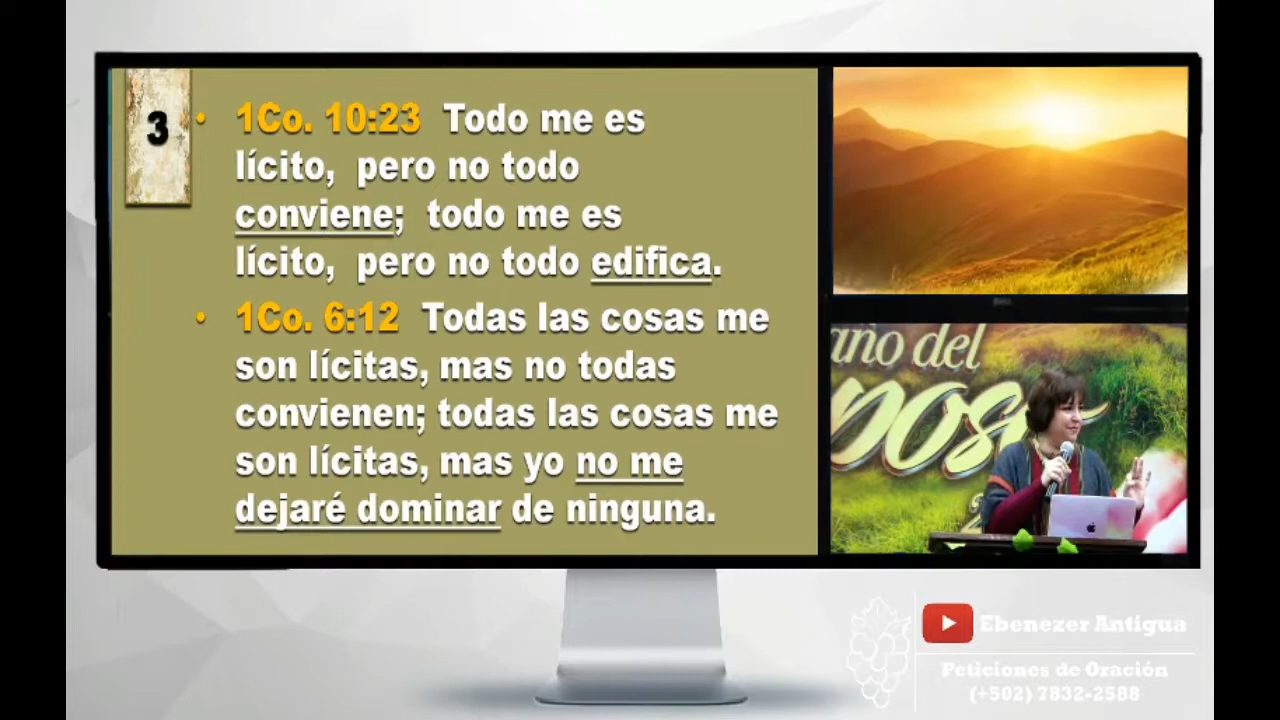 3
• 1Co. 10:23 Todo me es
lícito, pero no todo
conviene; todo me es
lícito, pero no todo edifica.
• 1Co. 6:12 Todas las cosas me
son lícitas, mas no todas
convienen; todas las cosas me
son lícitas, mas yo no me
dejaré dominar de ninguna.
año del
Ebenezer Antigua
Peticiones de Oración
(+502) 7832-2588